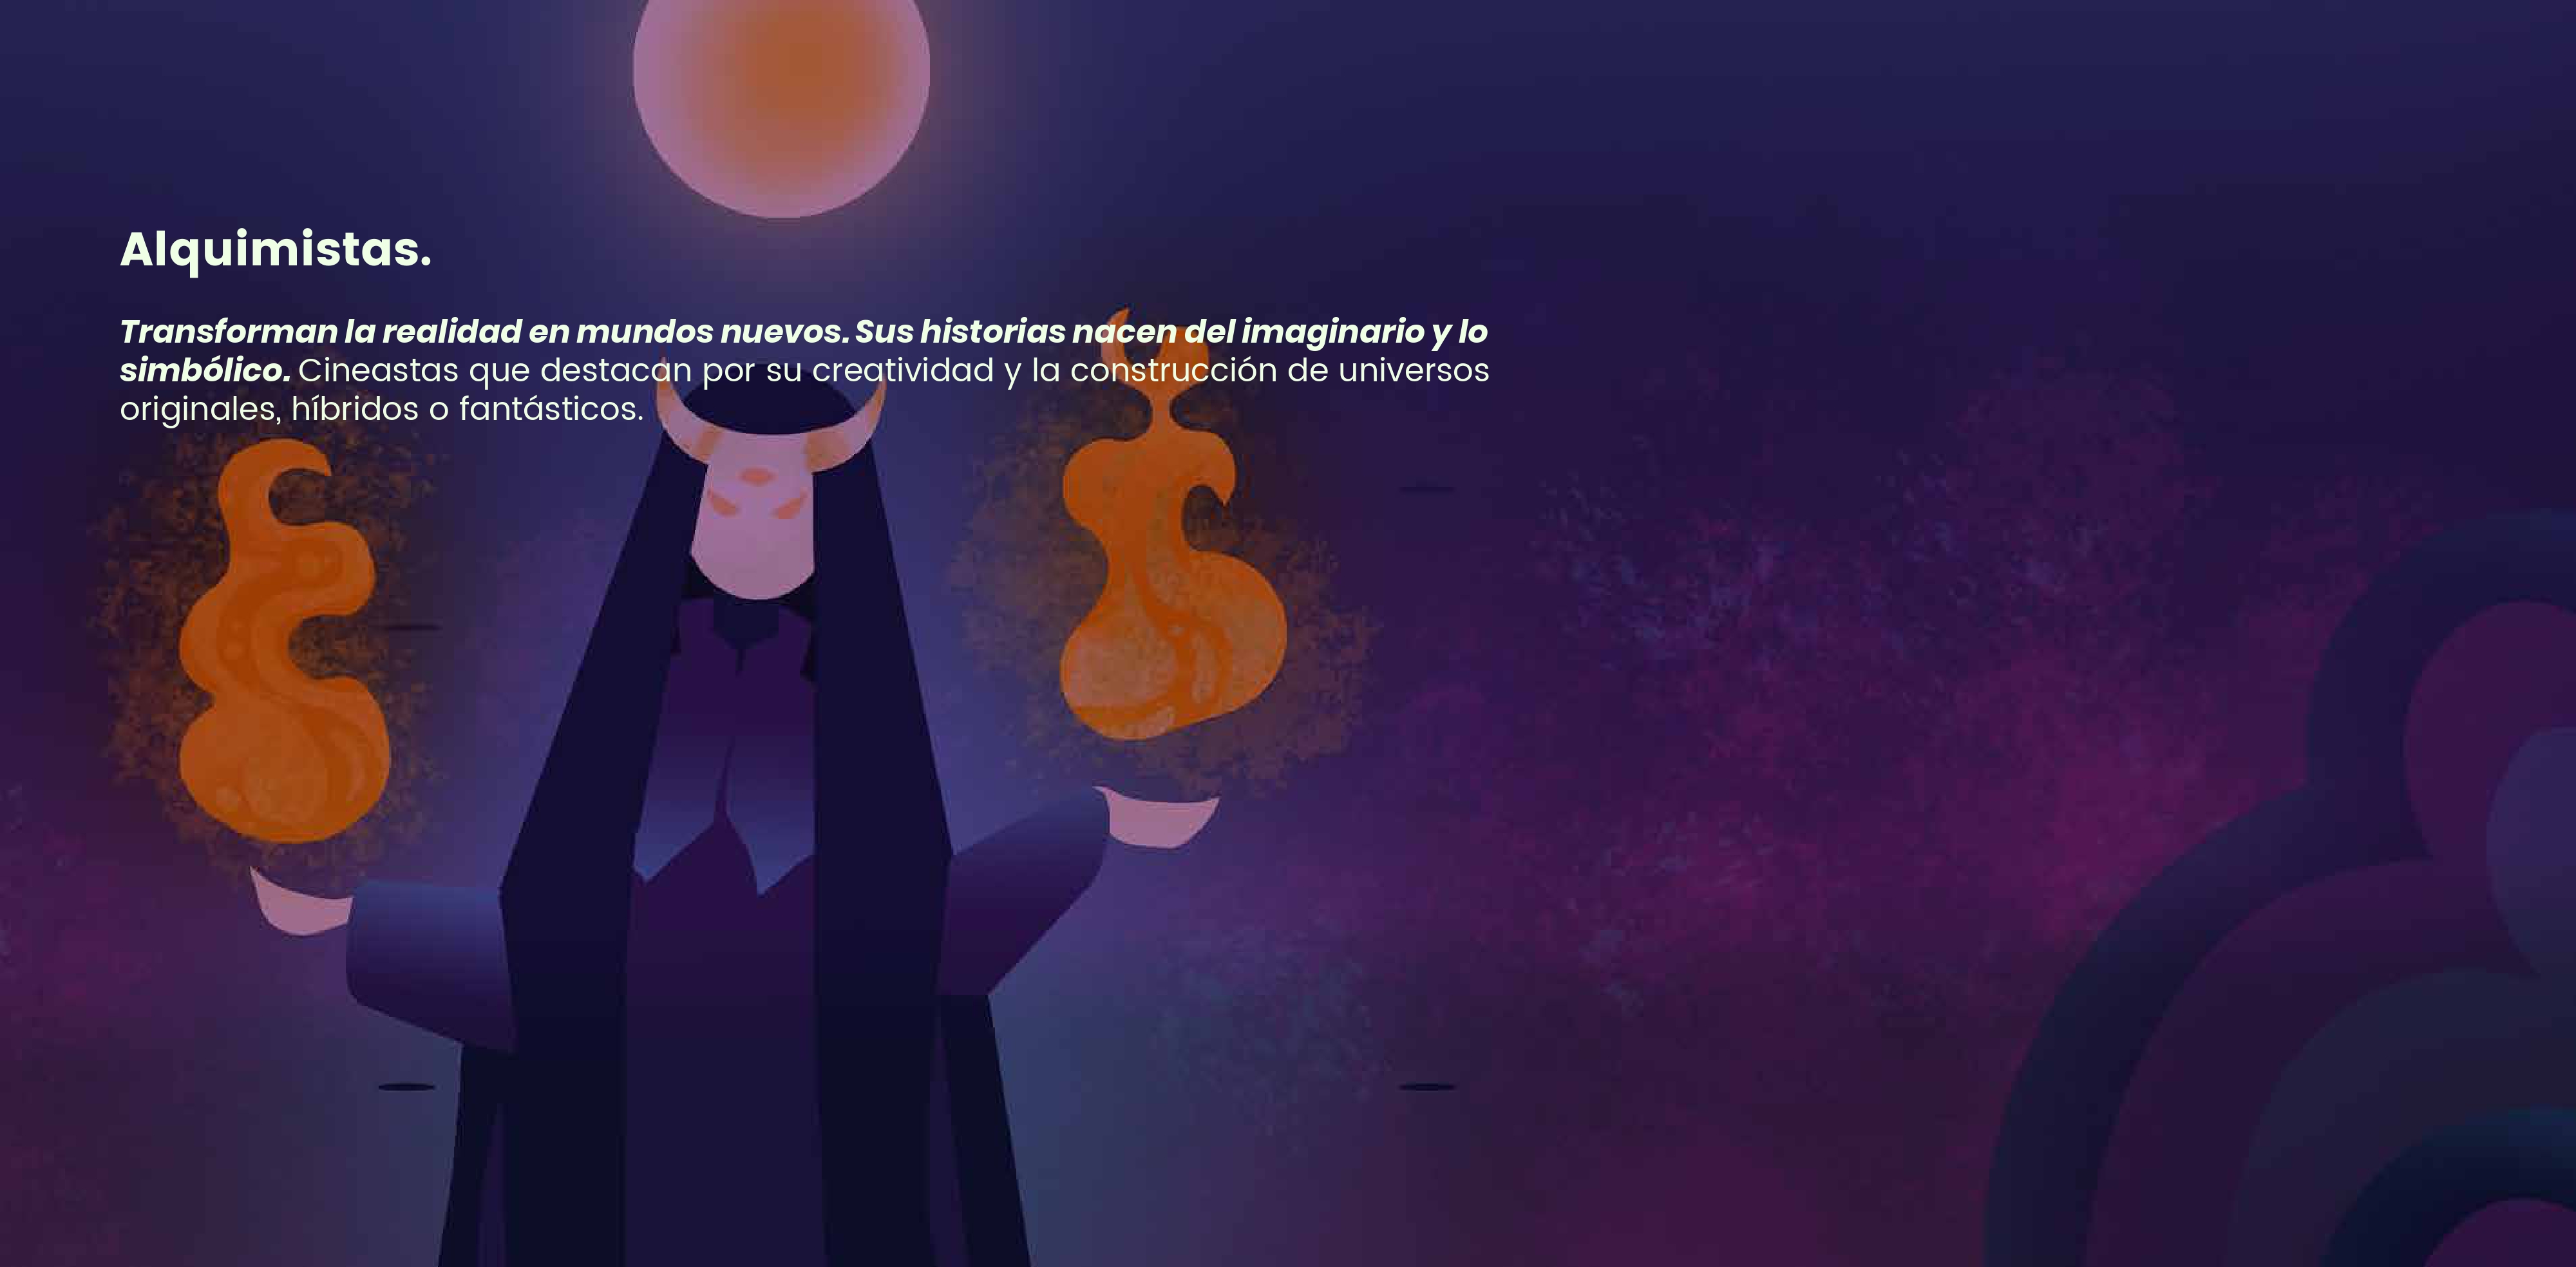 Alquimistas.
Transforman la realidad en mundos nuevos. Sus historias nacen del imaginario y lo
simbólico. Cineastas que destacan por su creatividad y la construcción de universos
originales, híbridos o fantásticos.